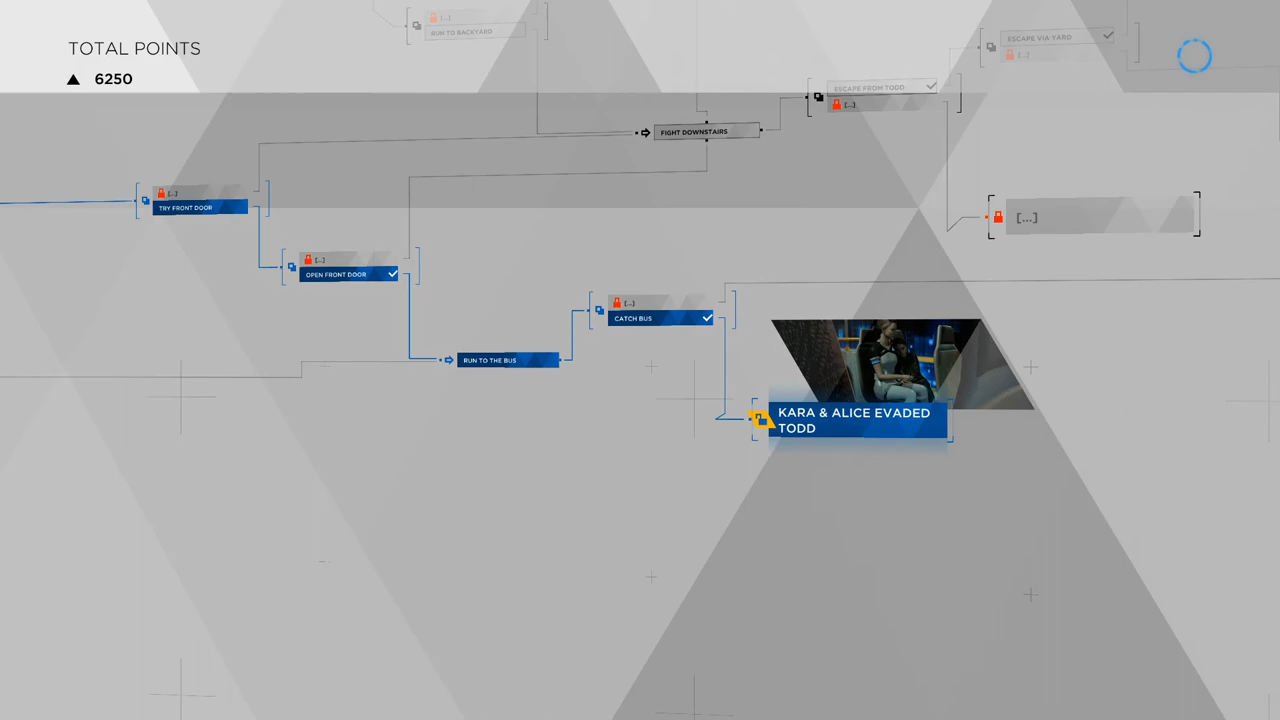 TOTAL POINTS
6250
[...]
RUN TO BACKYARD
ESCAPE VIA YARD
[...]
ESCAPE FROM TODD
[...]
FIGHT DOWNSTAIRS
[...]
TRY FRONT DOOR
[...]
[...]
OPEN FRONT DOOR
[...]
CATCH BUS
RUN TO THE BUS
KARA & ALICE EVADED
TODD